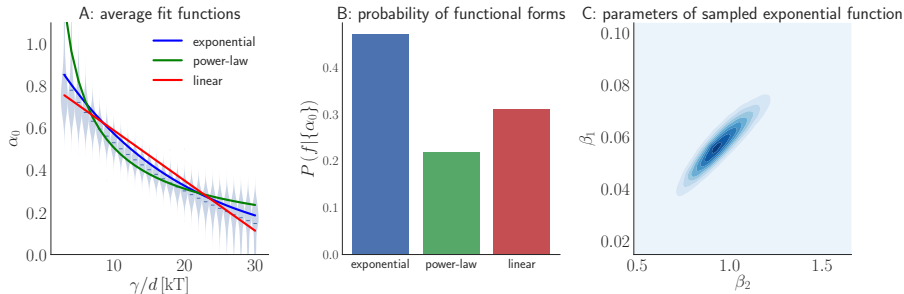 A: average fit functions
1.0
0.8
0.6
0.4
0.2
0.0
α₀
10
20
30
γ/d [kT]
exponential
power-law
linear
B: probability of functional forms
0.4
0.3
0.2
0.1
0.0
P (f|{α₀})
exponential
power-law
linear
C: parameters of sampled exponential function
0.10
0.08
0.06
0.04
0.02
β₁
0.5
1.0
1.5
β₂